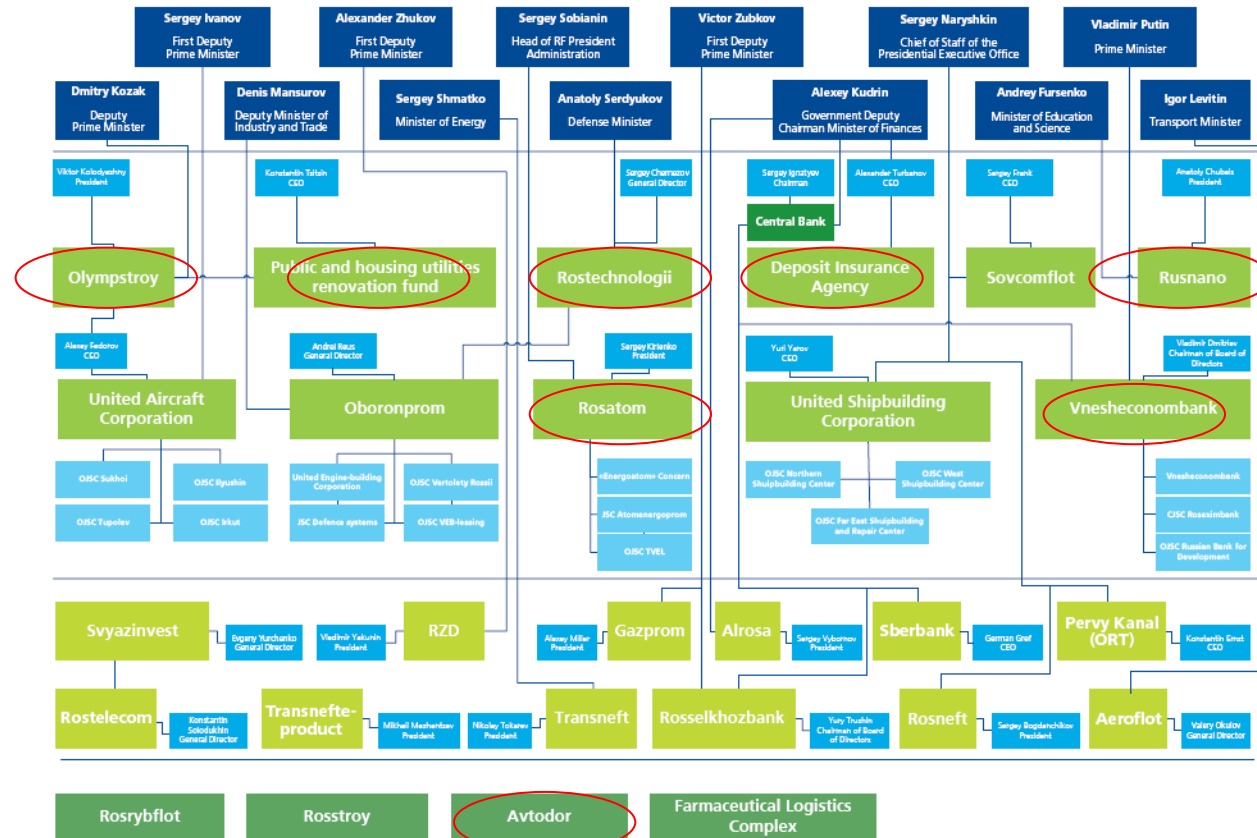 Sergey Ivanov
First Deputy
Prime Minister
Alexander Zhukov
First Deputy
Prime Minister
Sergey Sobianin
Head of RF President
Administration
Victor Zubkov
First Deputy
Prime Minister
Sergey Naryshkin
Chief of Staff of the
Presidential Executive Office
Vladimir Putin
Prime Minister
Dmitry Kozak
Deputy
Prime Minister
Denis Mansurov
Deputy Minister of
Industry and Trade
Sergey Shmatko
Minister of Energy
Anatoly Serdyukov
Defense Minister
Alexey Kudrin
Government Deputy
Chairman Minister of Finances
Andrey Fursenko
Minister of Education
and Science
Igor Levitin
Transport Minister
Viktor Kolodyashny
President
Konstantin Tsitsin
CEO
Sergey Chemezov
General Director
Sergey Ignatyev
Chairman
Alexander Turbanov
CEO
Sergey Frank
CEO
Anatoly Chubais
President
Central Bank
Olympstroy
Public and housing utilities
renovation fund
Rostechnologii
Deposit Insurance
Agency
Sovcomflot
Rusnano
Alexey Fedorov
CEO
Andrei Reus
General Director
Sergey Kirienko
President
Yuri Yarov
CEO
Vladimir Dmitriev
Chairman of Board of
Directors
United Aircraft
Corporation
Oboronprom
Rosatom
United Shipbuilding
Corporation
Vnesheconombank
OJSC Sukhoi
OJSC Ilyushin
United Engine-building
Corporation
OJSC Vertolety Rossii
«Energoatom» Concern
OJSC Northern
Shuipbuilding Center
OJSC West
Shuipbuilding Center
Vnesheconombank
OJSC Tupolev
OJSC Irkut
JSC Defence systems
OJSC VEB-leasing
JSC Atomenergoprom
OJSC Far East Shuipbuilding
and Repair Center
CJSC Roseximbank
OJSC TVEL
OJSC Russian Bank for
Development
Svyazinvest
Evgeny Yurchenko
General Director
Vladimir Yakunin
President
RZD
Alexey Miller
President
Gazprom
Alrosa
Sergey Vybornov
President
Sberbank
German Gref
CEO
Pervy Kanal
(ORT)
Konstantin Ernst
CEO
Rostelecom
Konstantin
Solodukhin
General Director
Transnefte-
product
Mikhail Mezhentsev
President
Nikolay Tokarev
President
Transneft
Rosselkhozbank
Yury Trushin
Chairman of Board
of Directors
Rosneft
Sergey Bogdanchikov
President
Aeroflot
Valery Okulov
General Director
Rosrybflot
Rosstroy
Avtodor
Farmaceutical Logistics
Complex